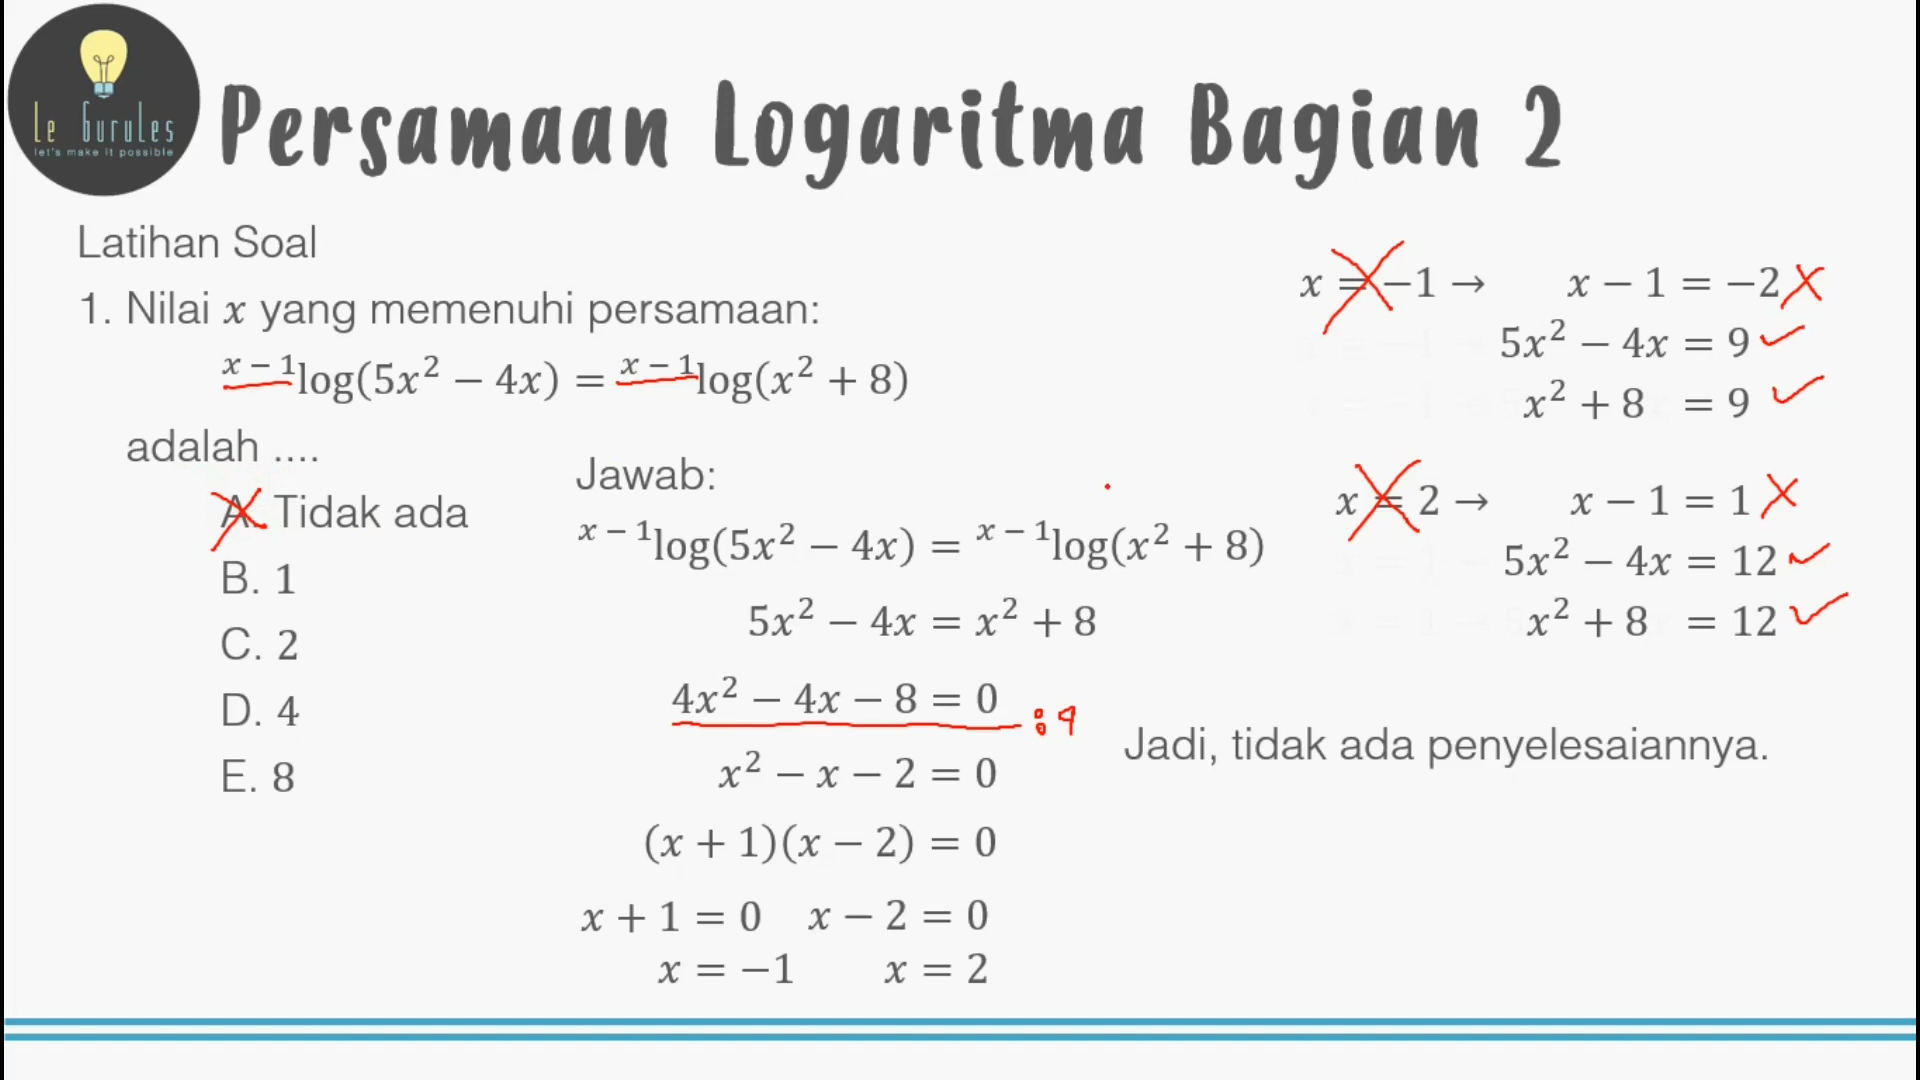 Le Gurules
let's make it possible
Persamaan Logaritma Bagian 2
Latihan Soal
1. Nilai x yang memenuhi persamaan:
ˣ⁻¹log(5x² − 4x) = ˣ⁻¹log(x² + 8)
adalah ....
A. Tidak ada
B. 1
C. 2
D. 4
E. 8
Jawab:
ˣ⁻¹log(5x² − 4x) = ˣ⁻¹log(x² + 8)
5x² − 4x = x² + 8
4x² − 4x − 8 = 0 :4
x² − x − 2 = 0
(x + 1)(x − 2) = 0
x + 1 = 0 x − 2 = 0
x = −1 x = 2
x = −1 → x − 1 = −2
5x² − 4x = 9
x² + 8 = 9
x = 2 → x − 1 = 1
5x² − 4x = 12
x² + 8 = 12
Jadi, tidak ada penyelesaiannya.